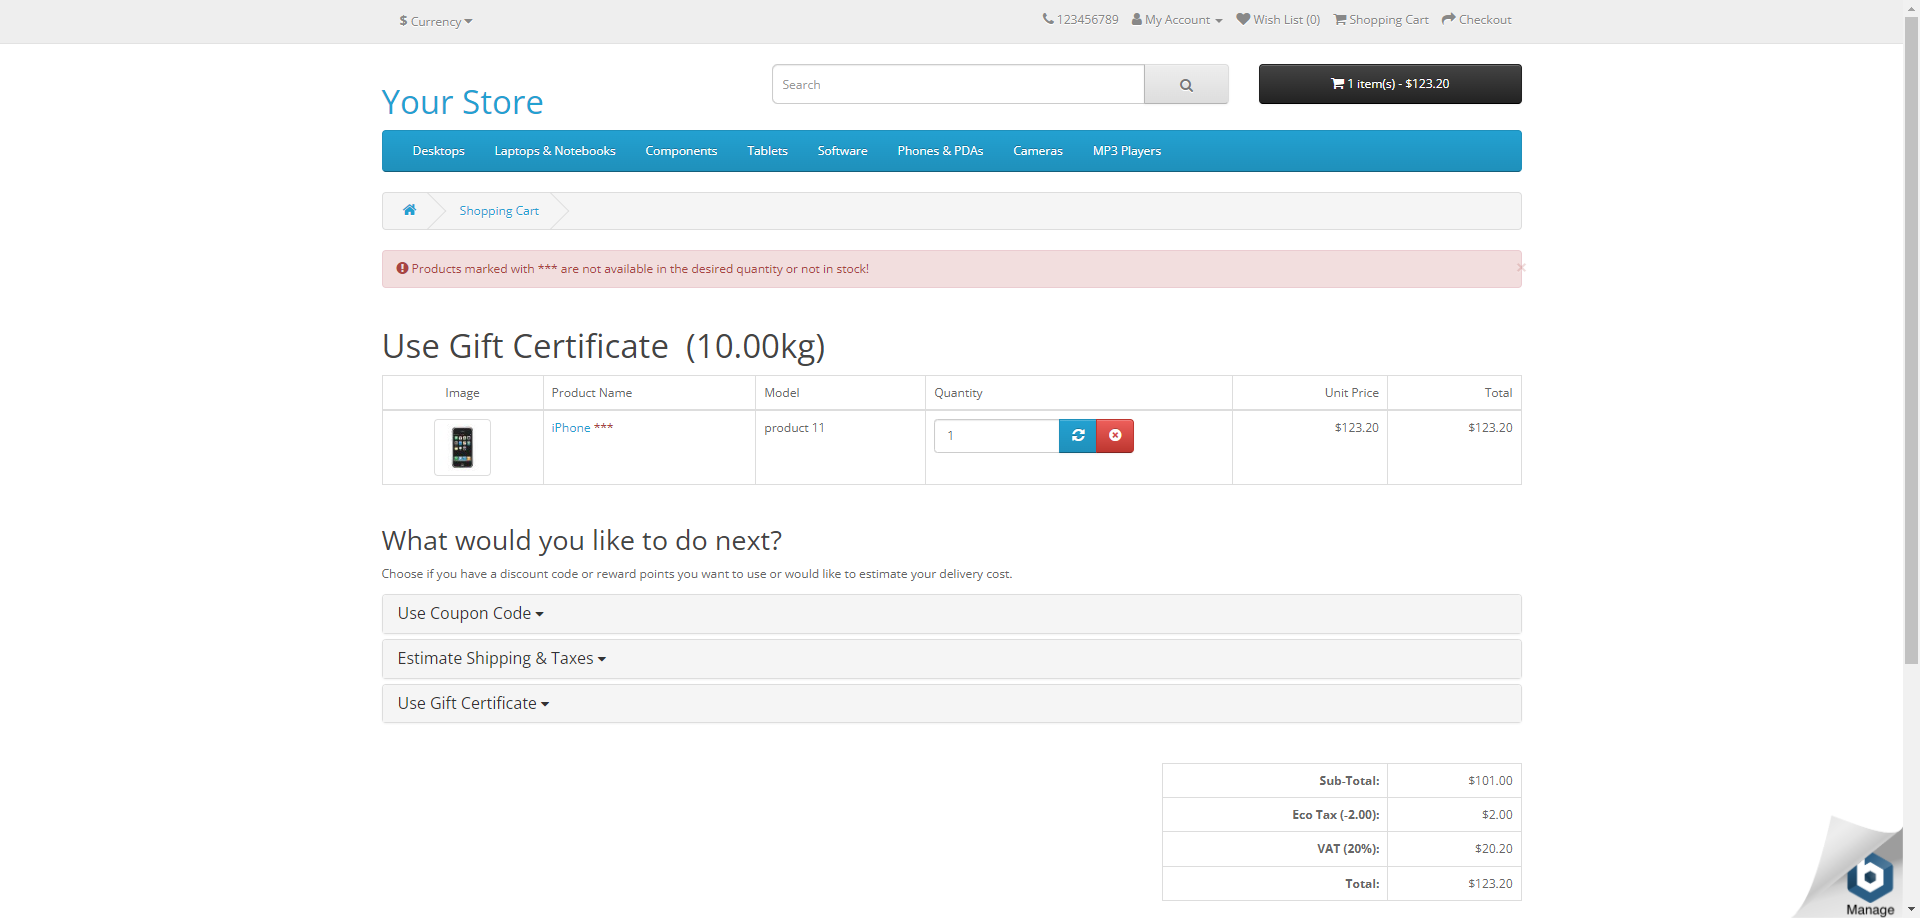 $ Currency
123456789 My Account Wish List (0) Shopping Cart Checkout
Your Store
Search
1 item(s) - $123.20
Desktops Laptops & Notebooks Components Tablets Software Phones & PDAs Cameras MP3 Players
Shopping Cart
Products marked with *** are not available in the desired quantity or not in stock!
×
Use Gift Certificate (10.00kg)
Image Product Name Model Quantity Unit Price Total
iPhone *** product 11 1 $123.20 $123.20
What would you like to do next?
Choose if you have a discount code or reward points you want to use or would like to estimate your delivery cost.
Use Coupon Code
Estimate Shipping & Taxes
Use Gift Certificate
Sub-Total: $101.00
Eco Tax (-2.00): $2.00
VAT (20%): $20.20
Total: $123.20
b
Manage